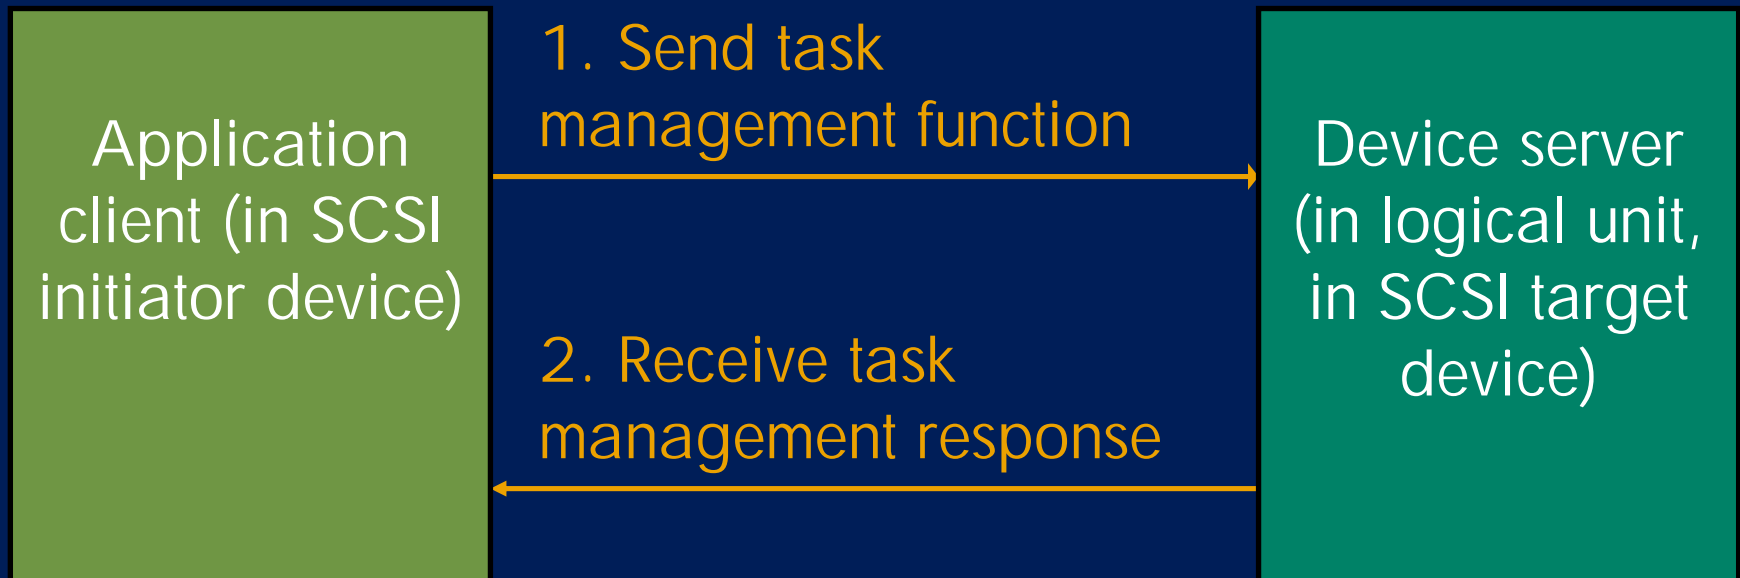 Application
client (in SCSI
initiator device)
1. Send task
management function
2. Receive task
management response
Device server
(in logical unit,
in SCSI target
device)